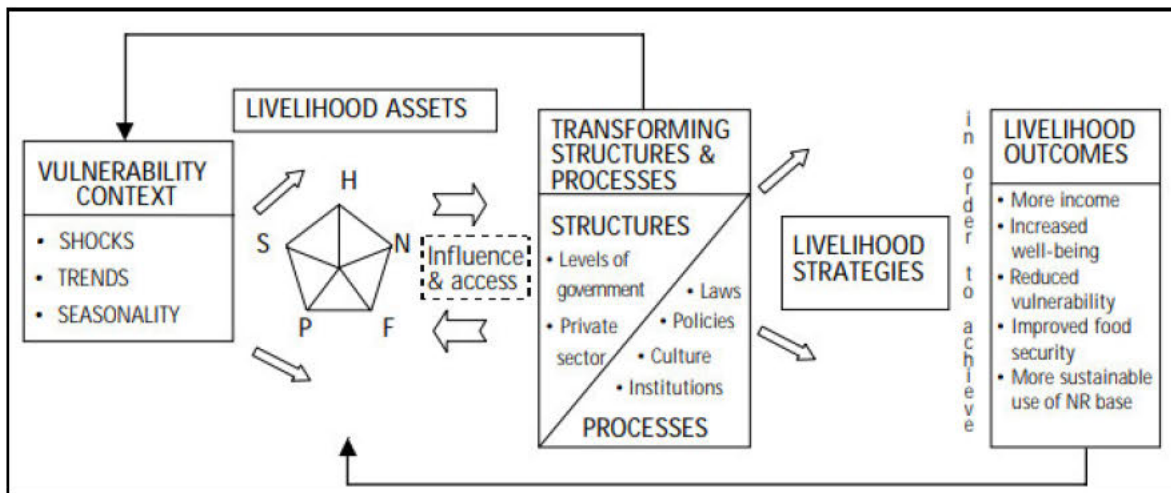 LIVELIHOOD ASSETS
VULNERABILITY
CONTEXT
• SHOCKS
• TRENDS
• SEASONALITY
H
S
N
P
F
Influence
& access
TRANSFORMING
STRUCTURES &
PROCESSES
STRUCTURES
• Levels of
government
• Private
sector
• Laws
• Policies
• Culture
• Institutions
PROCESSES
LIVELIHOOD
STRATEGIES
in order to achieve
LIVELIHOOD
OUTCOMES
• More income
• Increased
well-being
• Reduced
vulnerability
• Improved food
security
• More sustainable
use of NR base